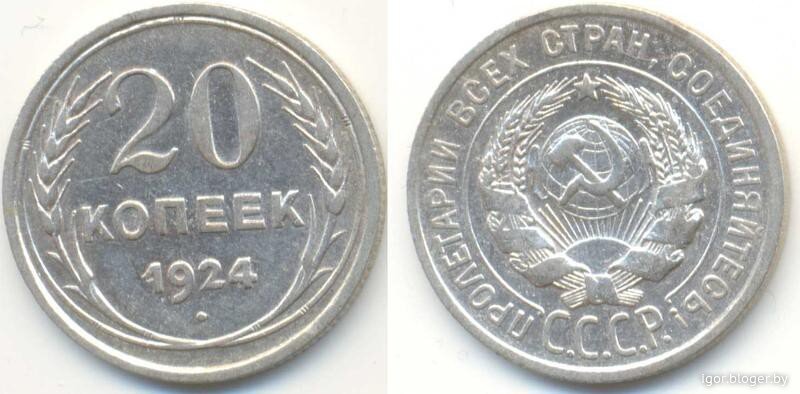 20
КОПЕЕК
1924
ПРОЛЕТАРИИ ВСЕХ СТРАН, СОЕДИНЯЙТЕСЬ!
С.С.С.Р.
igor.bloger.by